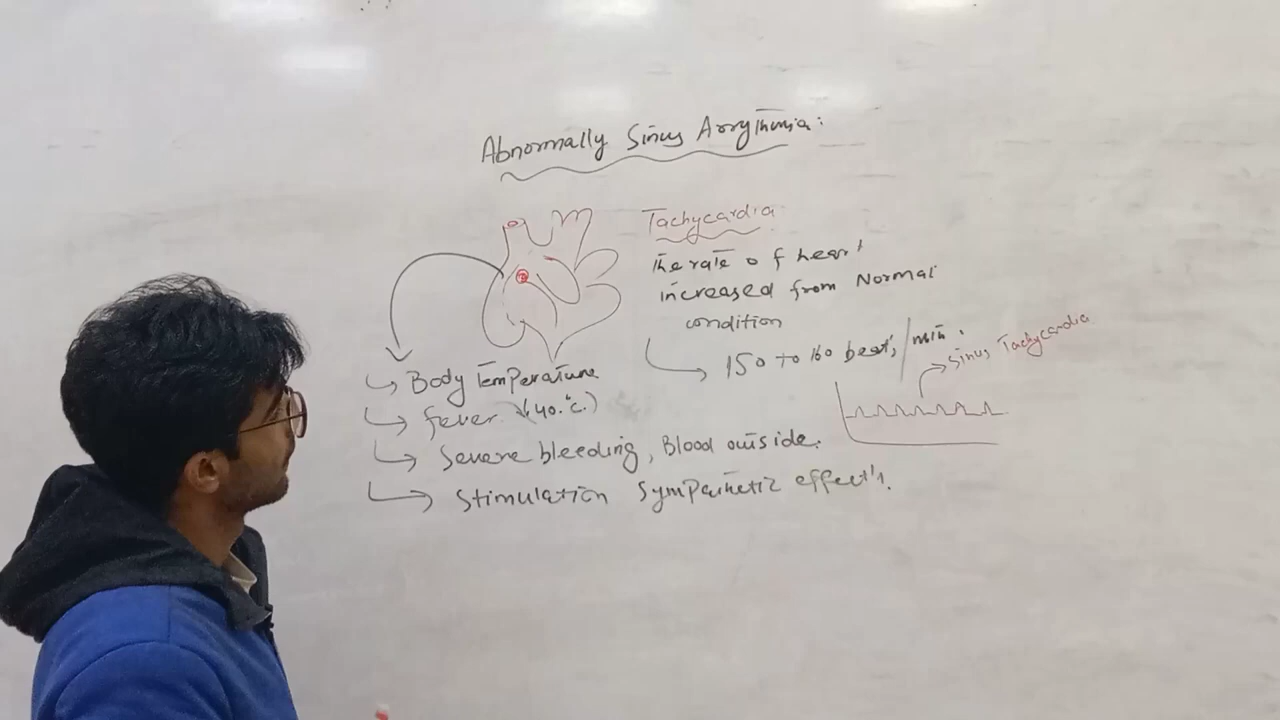 Abnormally Sinus Arrythmia:
Tachycardia
The rate of heart
increased from Normal
condition
150 to 160 beat's/min.
Sinus Tachycardia
Body Temperature
fever (40.°C.)
Severe bleeding, Blood outside.
Stimulation Sympathetic effect's.